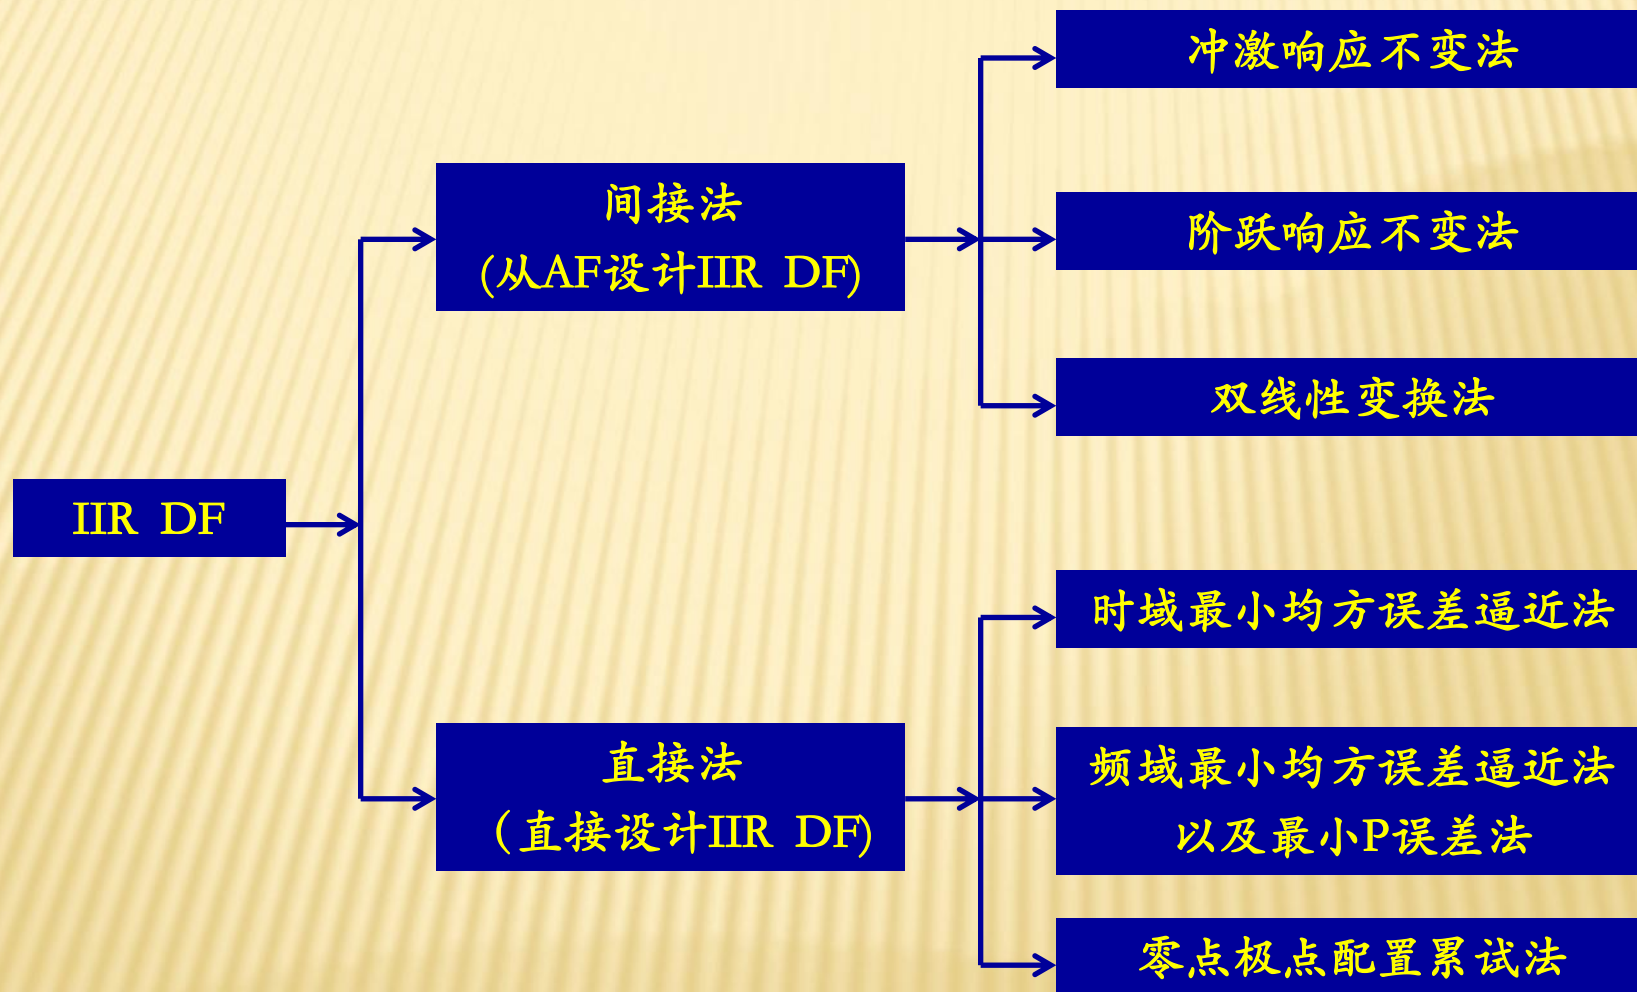 冲激响应不变法
间接法
(从AF设计IIR DF)
阶跃响应不变法
双线性变换法
IIR DF
时域最小均方误差逼近法
直接法
（直接设计IIR DF)
频域最小均方误差逼近法
以及最小P误差法
零点极点配置累试法